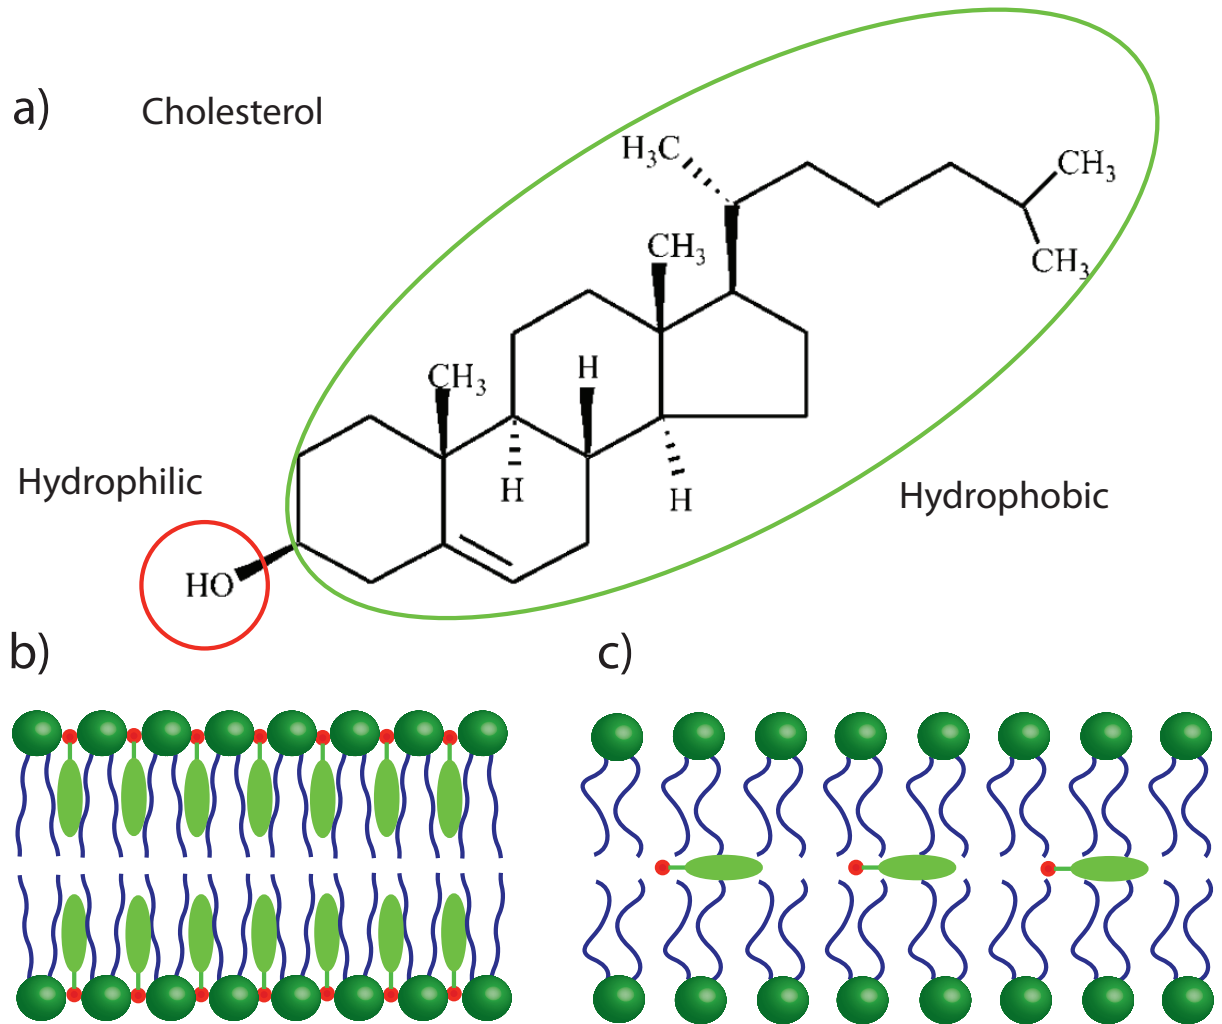 a)
Cholesterol
H₃C
CH₃
CH₃
CH₃
H
CH₃
Hydrophilic
H
H
Hydrophobic
HO
b)
c)